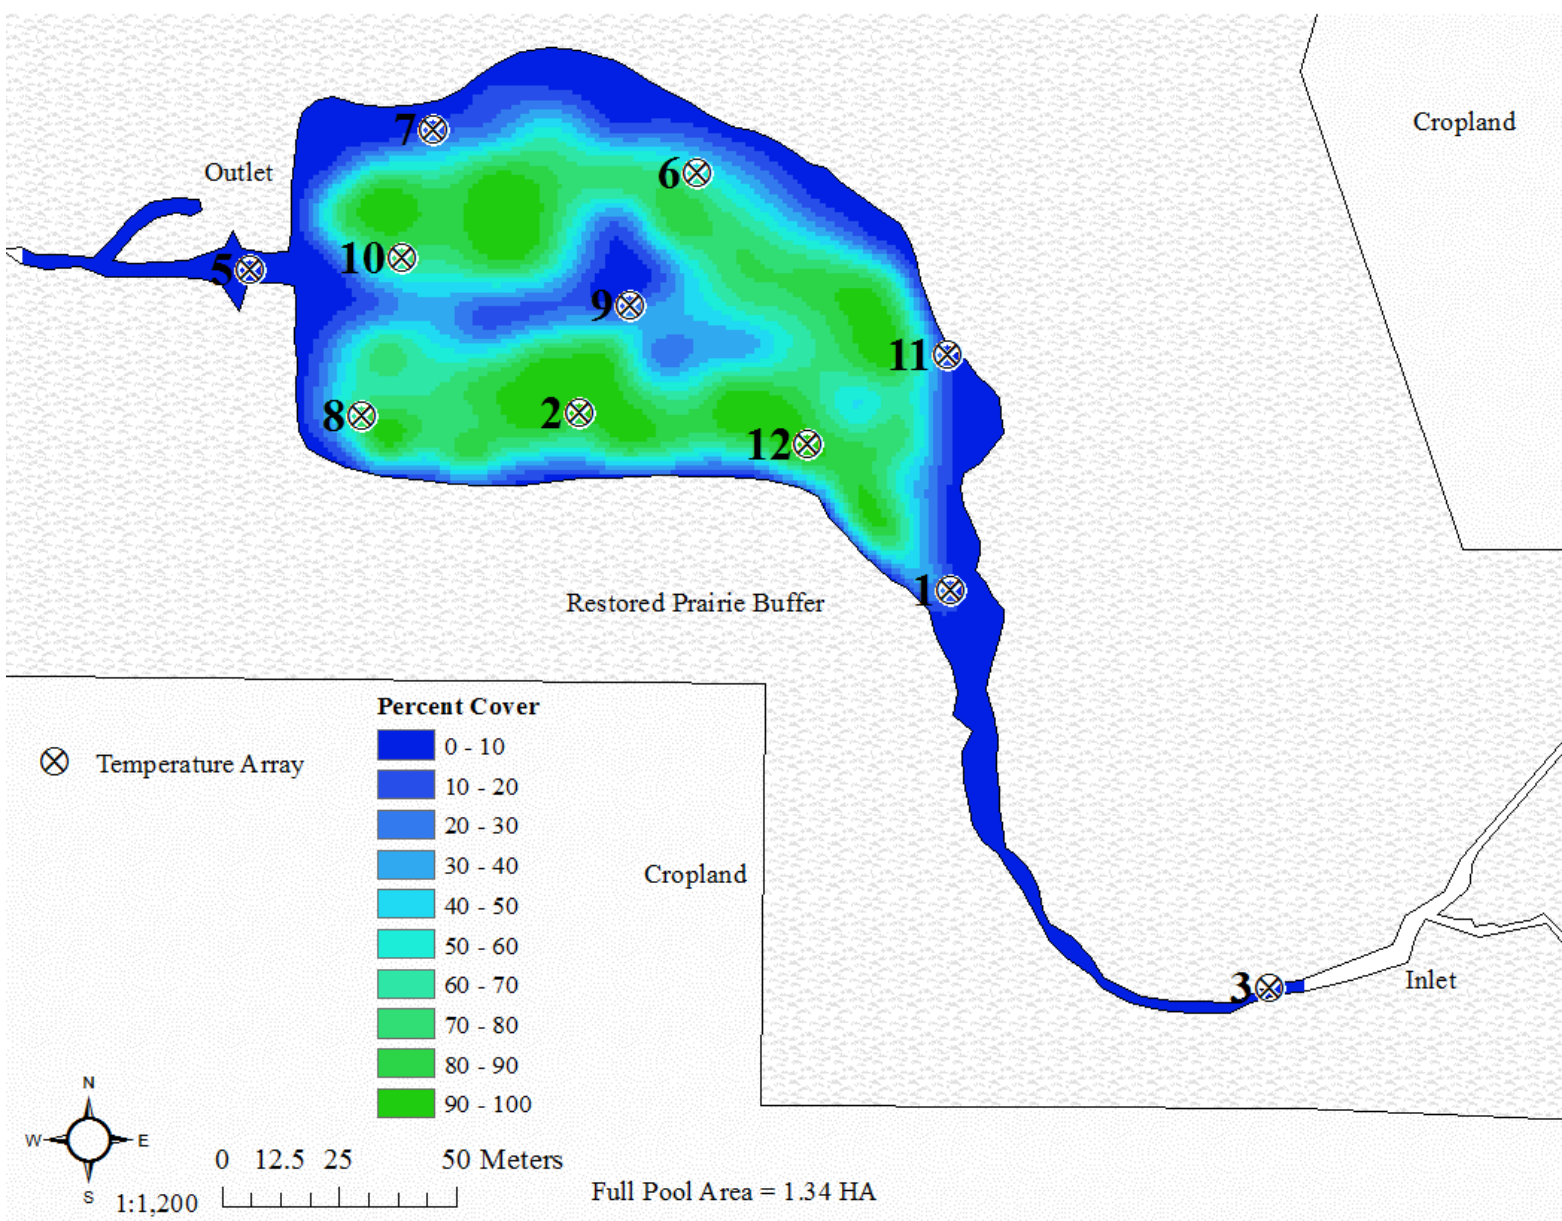 Cropland
7
Outlet
6
10
5
9
11
8
2
12
1
Restored Prairie Buffer
Percent Cover
0 - 10
Temperature Array
10 - 20
20 - 30
30 - 40
Cropland
40 - 50
50 - 60
60 - 70
3
Inlet
70 - 80
80 - 90
90 - 100
N
W E
S
0 12.5 25 50 Meters
1:1,200
Full Pool Area = 1.34 HA